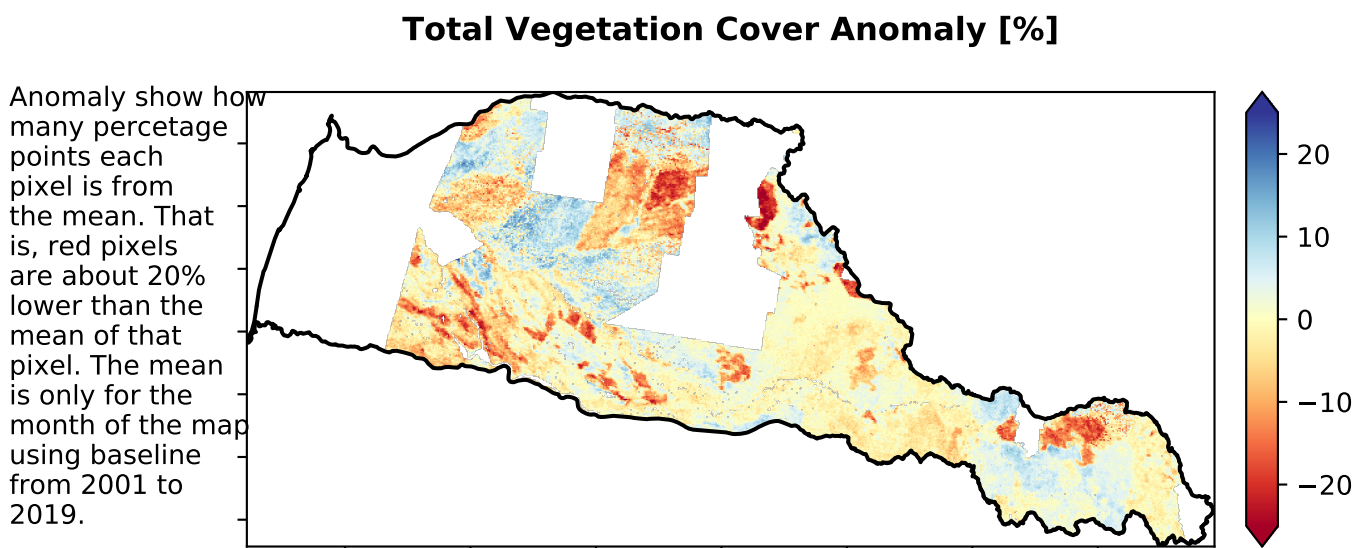 Total Vegetation Cover Anomaly [%]
Anomaly show how
many percetage
points each
pixel is from
the mean. That
is, red pixels
are about 20%
lower than the
mean of that
pixel. The mean
is only for the
month of the map
using baseline
from 2001 to
2019.
20
10
0
−10
−20